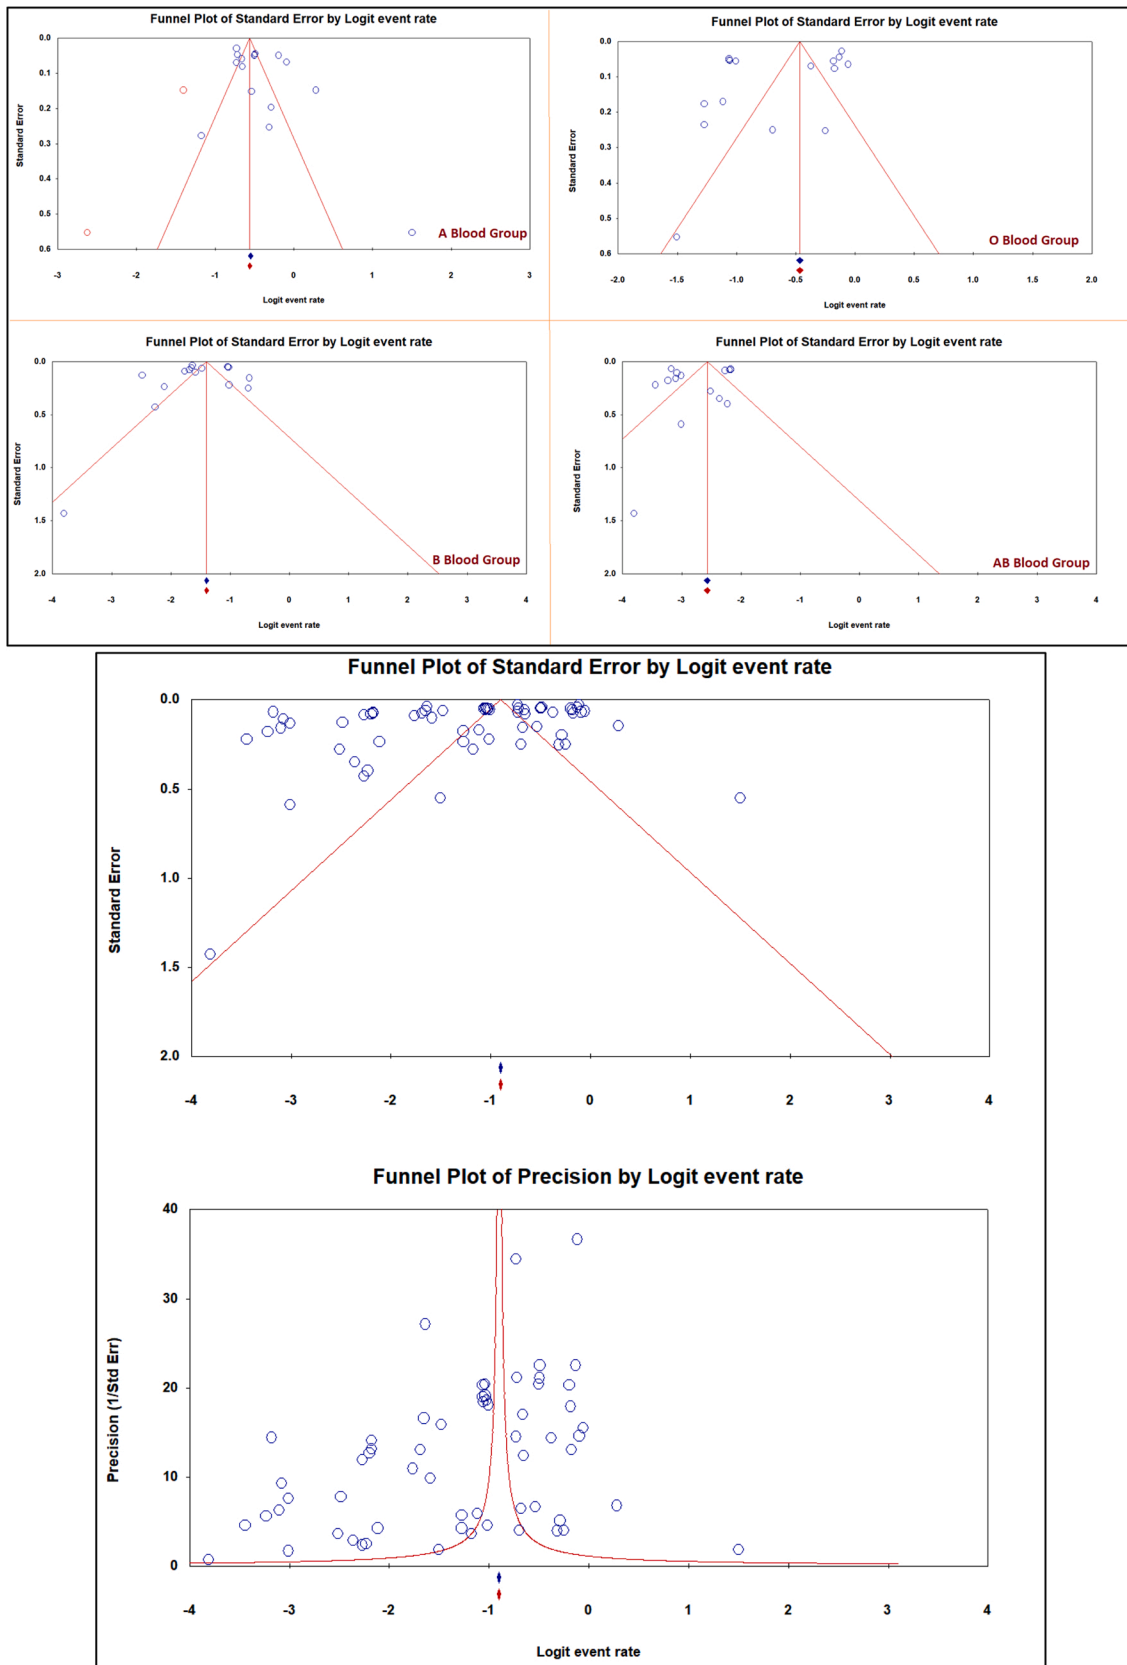 Funnel Plot of Standard Error by Logit event rate
0.0
0.1
0.2
0.3
0.4
0.5
0.6
Standard Error
A Blood Group
-3 -2 -1 0 1 2 3
Logit event rate
Funnel Plot of Standard Error by Logit event rate
0.0
0.1
0.2
0.3
0.4
0.5
0.6
Standard Error
O Blood Group
-2.0 -1.5 -1.0 -0.5 0.0 0.5 1.0 1.5 2.0
Logit event rate
Funnel Plot of Standard Error by Logit event rate
0.0
0.5
1.0
1.5
2.0
Standard Error
B Blood Group
-4 -3 -2 -1 0 1 2 3 4
Logit event rate
Funnel Plot of Standard Error by Logit event rate
0.0
0.5
1.0
1.5
2.0
Standard Error
AB Blood Group
-4 -3 -2 -1 0 1 2 3 4
Logit event rate
Funnel Plot of Standard Error by Logit event rate
0.0
0.5
1.0
1.5
2.0
Standard Error
-4 -3 -2 -1 0 1 2 3 4
Funnel Plot of Precision by Logit event rate
40
30
20
10
0
Precision (1/Std Err)
-4 -3 -2 -1 0 1 2 3 4
Logit event rate